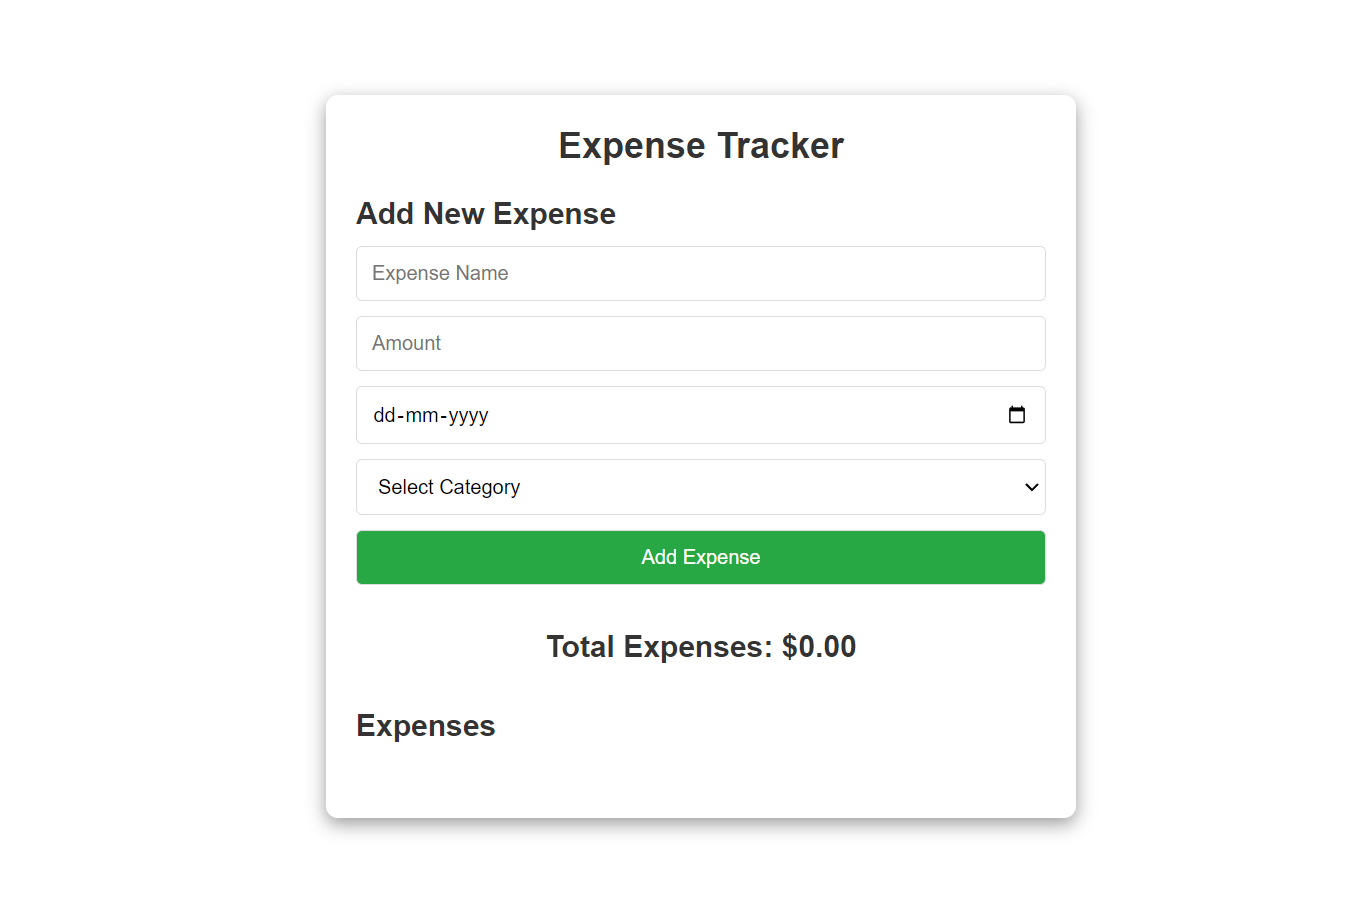 Expense Tracker
Add New Expense
Expense Name
Amount
dd-mm-yyyy
Select Category
Add Expense
Total Expenses: $0.00
Expenses